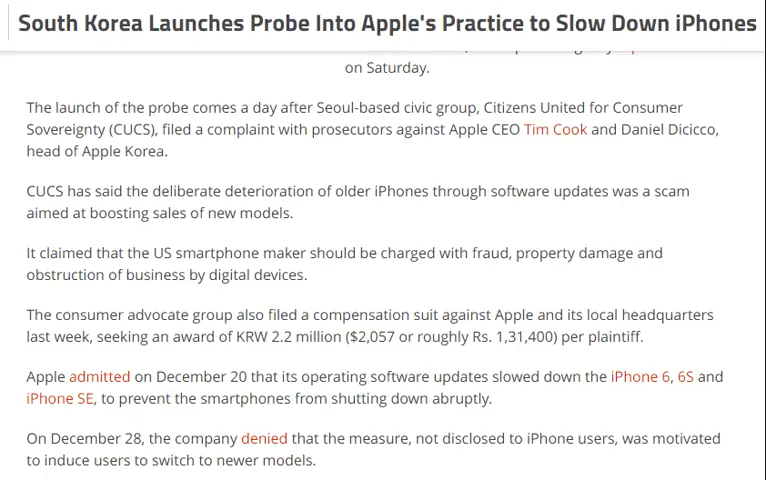 South Korea Launches Probe Into Apple's Practice to Slow Down iPhones
on Saturday.
The launch of the probe comes a day after Seoul-based civic group, Citizens United for Consumer
Sovereignty (CUCS), filed a complaint with prosecutors against Apple CEO Tim Cook and Daniel Dicicco,
head of Apple Korea.
CUCS has said the deliberate deterioration of older iPhones through software updates was a scam
aimed at boosting sales of new models.
It claimed that the US smartphone maker should be charged with fraud, property damage and
obstruction of business by digital devices.
The consumer advocate group also filed a compensation suit against Apple and its local headquarters
last week, seeking an award of KRW 2.2 million ($2,057 or roughly Rs. 1,31,400) per plaintiff.
Apple admitted on December 20 that its operating software updates slowed down the iPhone 6, 6S and
iPhone SE, to prevent the smartphones from shutting down abruptly.
On December 28, the company denied that the measure, not disclosed to iPhone users, was motivated
to induce users to switch to newer models.